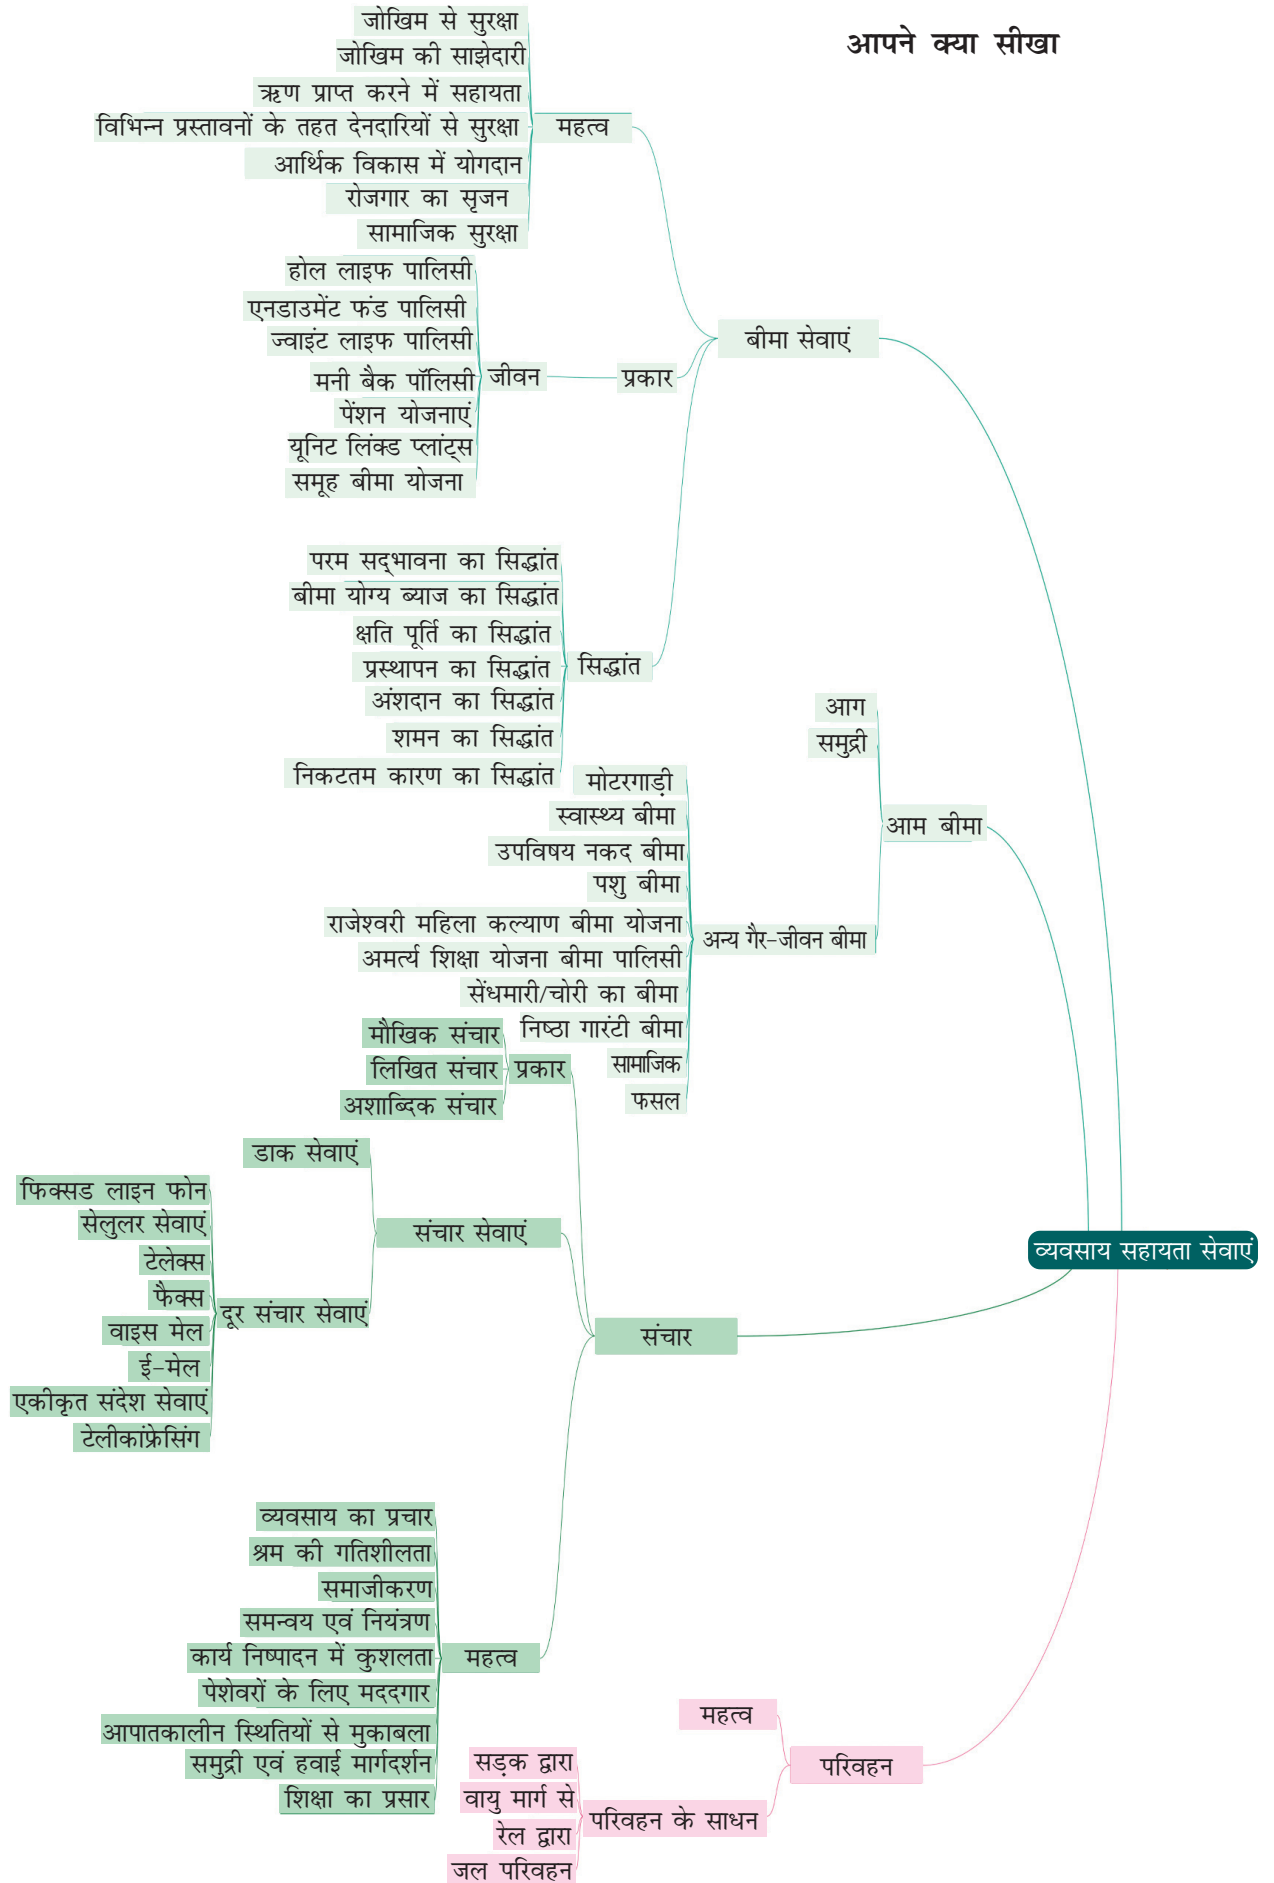 आपने क्या सीखा
जोखिम से सुरक्षा
जोखिम की साझेदारी
ऋण प्राप्त करने में सहायता
विभिन्न प्रस्तावनों के तहत देनदारियों से सुरक्षा
महत्व
आर्थिक विकास में योगदान
रोजगार का सृजन
सामाजिक सुरक्षा
होल लाइफ पालिसी
एनडाउमेंट फंड पालिसी
ज्वाइंट लाइफ पालिसी
बीमा सेवाएं
मनी बैक पॉलिसी
जीवन
प्रकार
पेंशन योजनाएं
यूनिट लिंक्ड प्लांट्स
समूह बीमा योजना
परम सद्भावना का सिद्धांत
बीमा योग्य ब्याज का सिद्धांत
क्षति पूर्ति का सिद्धांत
प्रस्थापन का सिद्धांत
सिद्धांत
अंशदान का सिद्धांत
शमन का सिद्धांत
निकटतम कारण का सिद्धांत
आग
समुद्री
आम बीमा
मोटरगाड़ी
स्वास्थ्य बीमा
उपविषय नकद बीमा
पशु बीमा
राजेश्वरी महिला कल्याण बीमा योजना
अन्य गैर-जीवन बीमा
अमर्त्य शिक्षा योजना बीमा पालिसी
सेंधमारी/चोरी का बीमा
निष्ठा गारंटी बीमा
सामाजिक
फसल
मौखिक संचार
लिखित संचार
प्रकार
अशाब्दिक संचार
डाक सेवाएं
संचार सेवाएं
फिक्सड लाइन फोन
सेलुलर सेवाएं
टेलेक्स
फैक्स
दूर संचार सेवाएं
वाइस मेल
ई-मेल
एकीकृत संदेश सेवाएं
टेलीकांफ्रेसिंग
व्यवसाय सहायता सेवाएं
संचार
व्यवसाय का प्रचार
श्रम की गतिशीलता
समाजीकरण
समन्वय एवं नियंत्रण
कार्य निष्पादन में कुशलता
महत्व
पेशेवरों के लिए मददगार
आपातकालीन स्थितियों से मुकाबला
समुद्री एवं हवाई मार्गदर्शन
शिक्षा का प्रसार
महत्व
परिवहन
सड़क द्वारा
वायु मार्ग से
परिवहन के साधन
रेल द्वारा
जल परिवहन